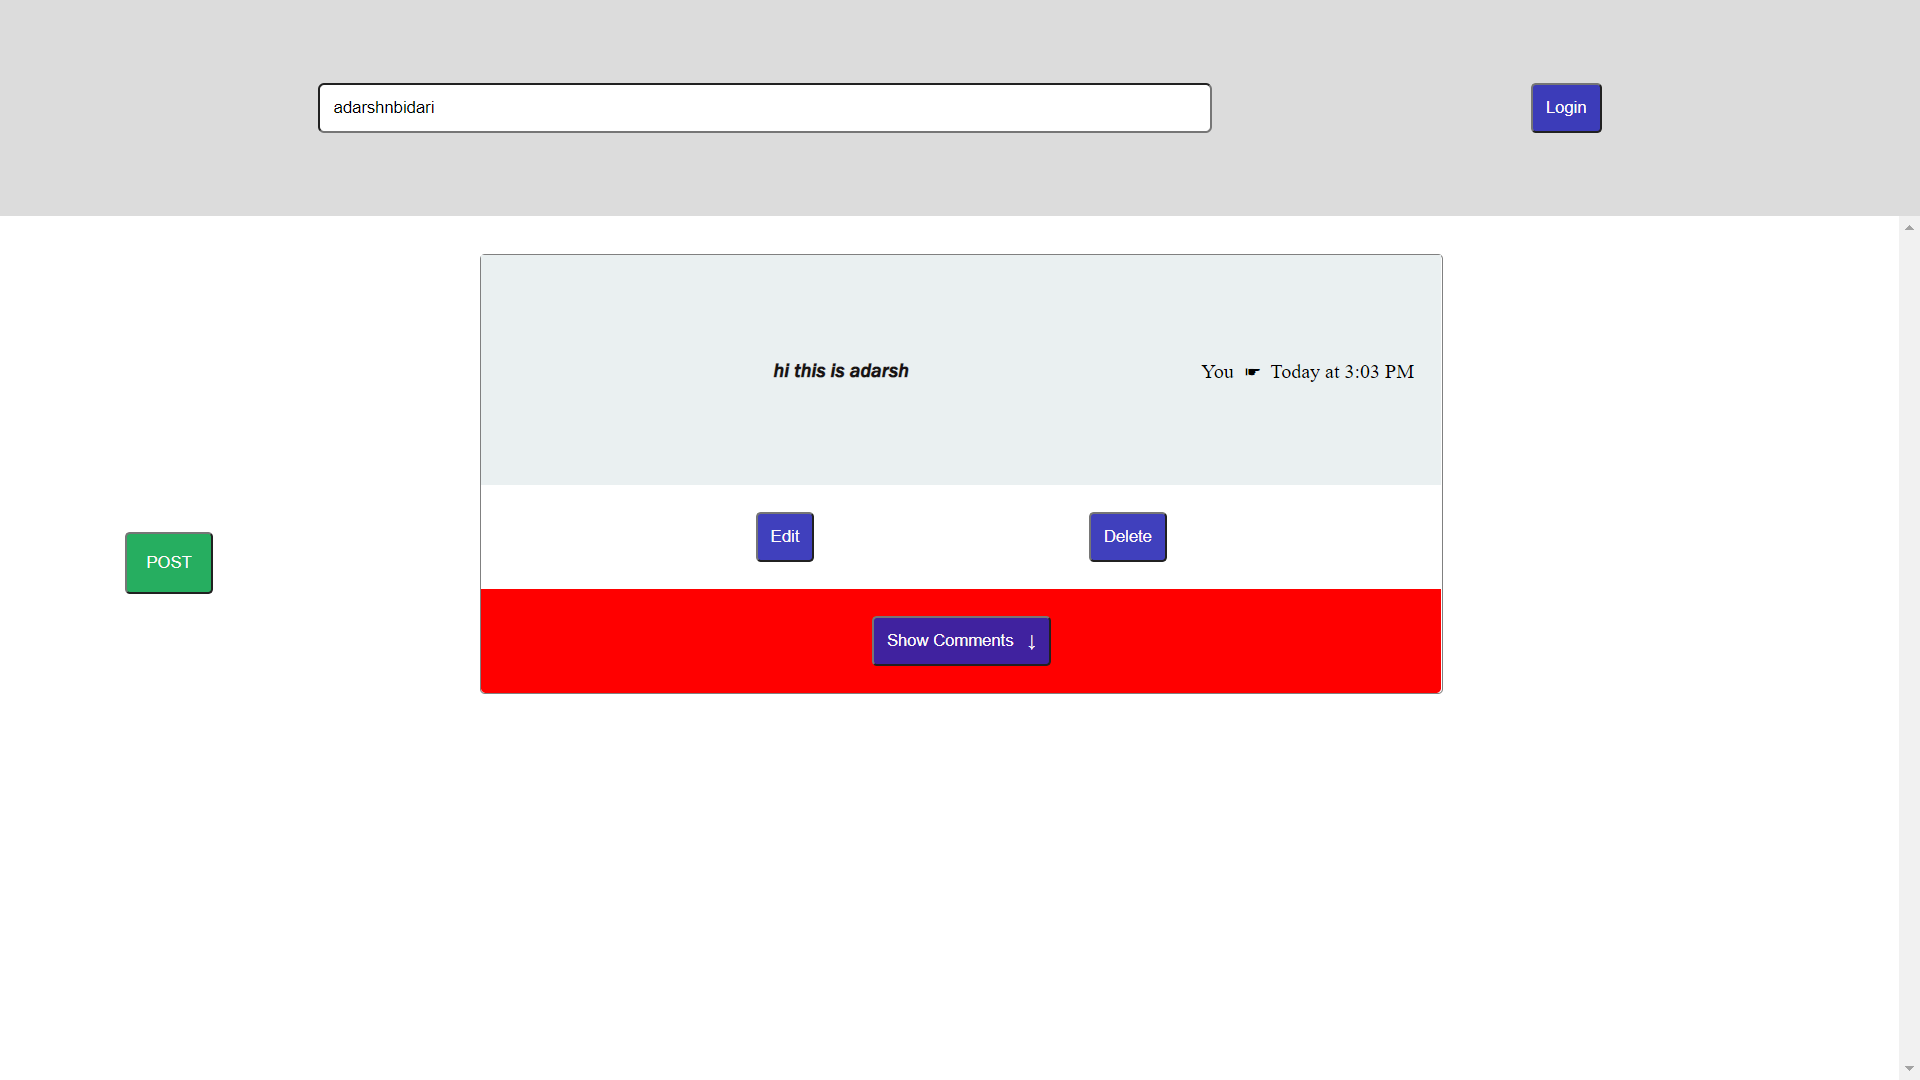 adarshnbidari
Login
hi this is adarsh
You ☛ Today at 3:03 PM
Edit
Delete
POST
Show Comments ↓